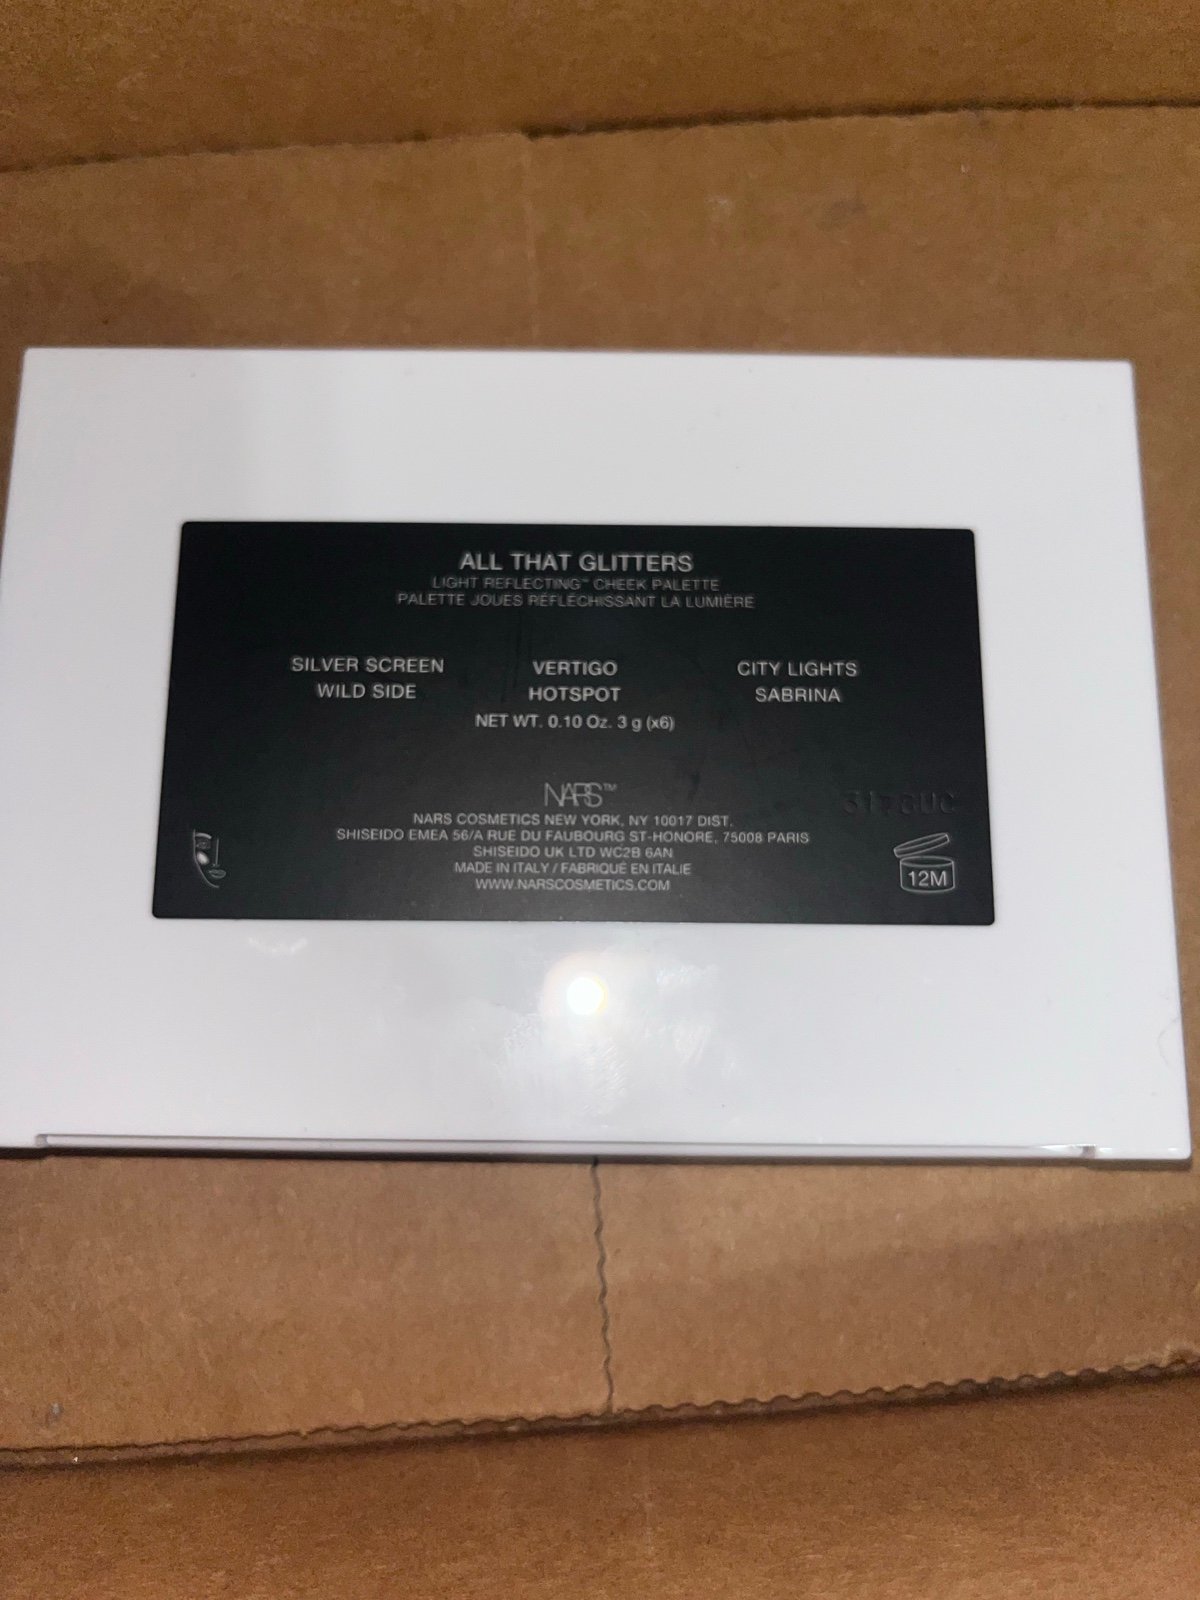 ALL THAT GLITTERS
LIGHT REFLECTING™ CHEEK PALETTE
PALETTE JOUES RÉFLÉCHISSANT LA LUMIÈRE
SILVER SCREEN VERTIGO CITY LIGHTS
WILD SIDE HOTSPOT SABRINA
NET WT. 0.10 Oz. 3 g (x6)
NARS™
NARS COSMETICS NEW YORK, NY 10017 DIST.
SHISEIDO EMEA 56/A RUE DU FAUBOURG ST-HONORE, 75008 PARIS
SHISEIDO UK LTD WC2B 6AN
MADE IN ITALY / FABRIQUÉ EN ITALIE
WWW.NARSCOSMETICS.COM
12M